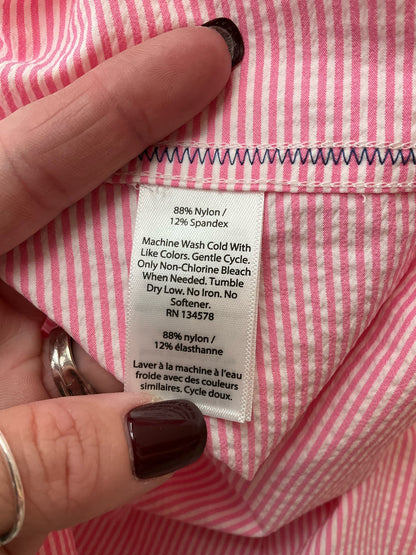 88% Nylon /
12% Spandex
Machine Wash Cold With
Like Colors. Gentle Cycle.
Only Non-Chlorine Bleach
When Needed. Tumble
Dry Low. No Iron. No
Softener.
RN 134578
88% nylon /
12% élasthanne
Laver à la machine à l'eau
froide avec des couleurs
similaires. Cycle doux.